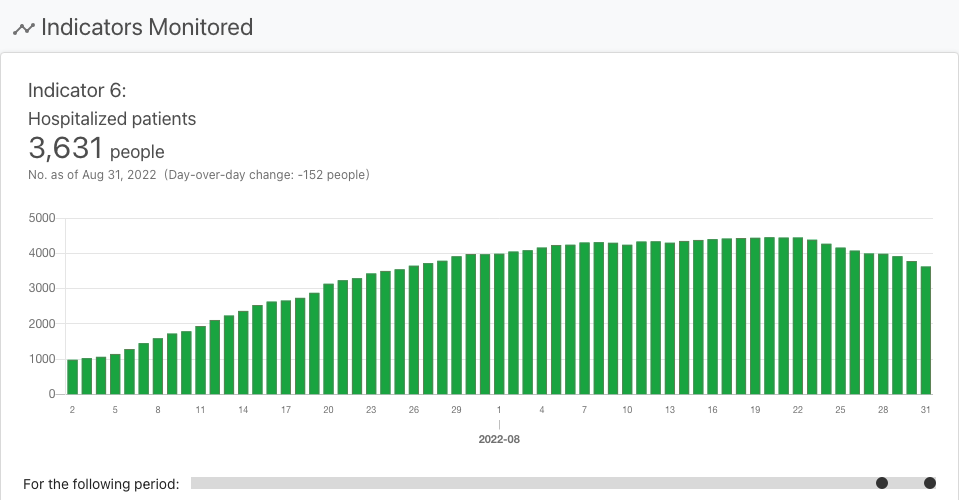 Indicators Monitored
Indicator 6:
Hospitalized patients
3,631 people
No. as of Aug 31, 2022 (Day-over-day change: -152 people)
5000
4000
3000
2000
1000
0
2 5 8 11 14 17 20 23 26 29 1 4 7 10 13 16 19 22 25 28 31
2022-08
For the following period: